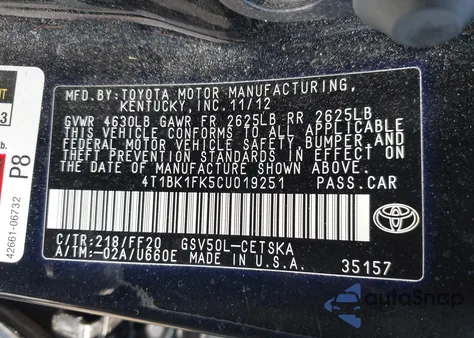 MFD.BY:TOYOTA MOTOR MANUFACTURING,
KENTUCKY, INC.11/12
GVWR 4630LB GAWR FR 2625LB RR 2625LB
THIS VEHICLE CONFORMS TO ALL APPLICABLE
FEDERAL MOTOR VEHICLE SAFETY, BUMPER, AND
THEFT PREVENTION STANDARDS IN EFFECT ON
THE DATE OF MANUFACTURE SHOWN ABOVE.
4T1BK1FK5CU019251 PASS.CAR
C/TR:218/FF20 GSV50L-CETSKA
A/TM:-02A/U660E MADE IN U.S.A. 35157
TOYOTA
P8
42661-06732
3
b.
autoSnap